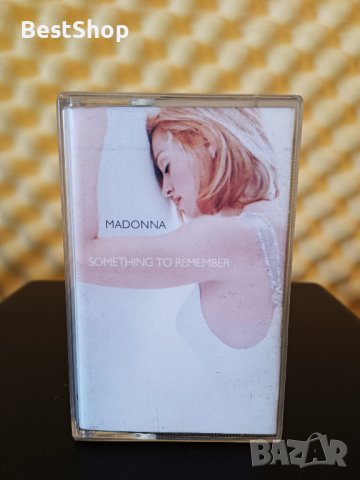 BestShop
MADONNA
SOMETHING TO REMEMBER
BAZAR